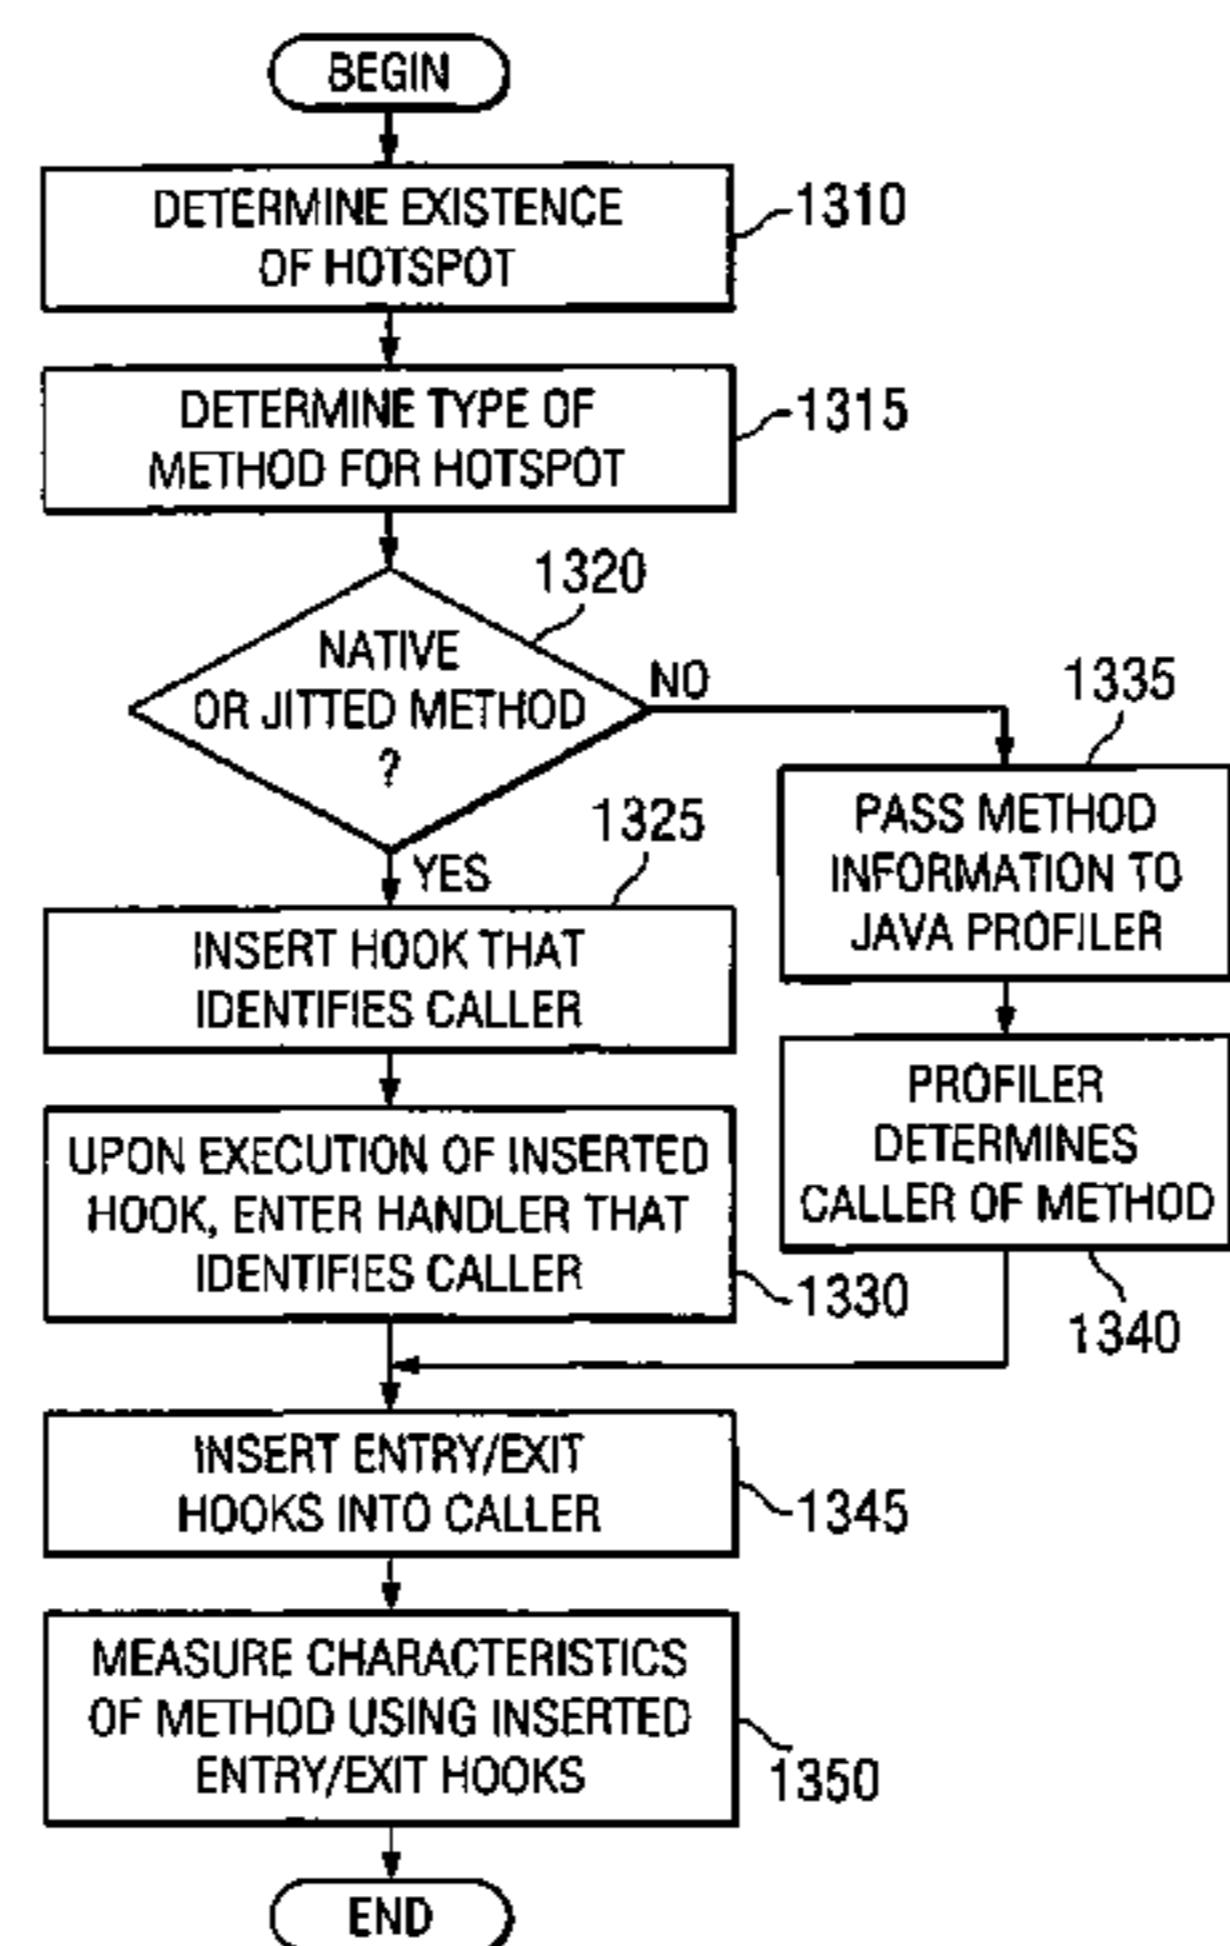 BEGIN
DETERMINE EXISTENCE
OF HOTSPOT
1310
DETERMINE TYPE OF
METHOD FOR HOTSPOT
1315
1320
NATIVE
OR JITTED METHOD
?
NO
YES
1335
PASS METHOD
INFORMATION TO
JAVA PROFILER
1325
INSERT HOOK THAT
IDENTIFIES CALLER
PROFILER
DETERMINES
CALLER OF METHOD
1340
UPON EXECUTION OF INSERTED
HOOK, ENTER HANDLER THAT
IDENTIFIES CALLER
1330
INSERT ENTRY/EXIT
HOOKS INTO CALLER
1345
MEASURE CHARACTERISTICS
OF METHOD USING INSERTED
ENTRY/EXIT HOOKS
1350
END